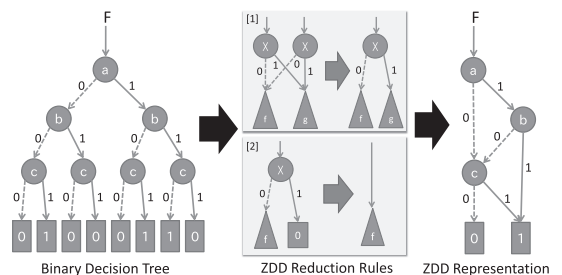 F
a
0 1
b b
0 1 0 1
c c c c
0 1 0 1 0 1 0 1
0 1 0 0 0 1 1 0
Binary Decision Tree
[1]
X X X
0 1 0 1 0 1
f g f g
[2]
X
0 1
f 0 f
ZDD Reduction Rules
F
a
1
0 b
0
c 1
0 1
0 1
ZDD Representation